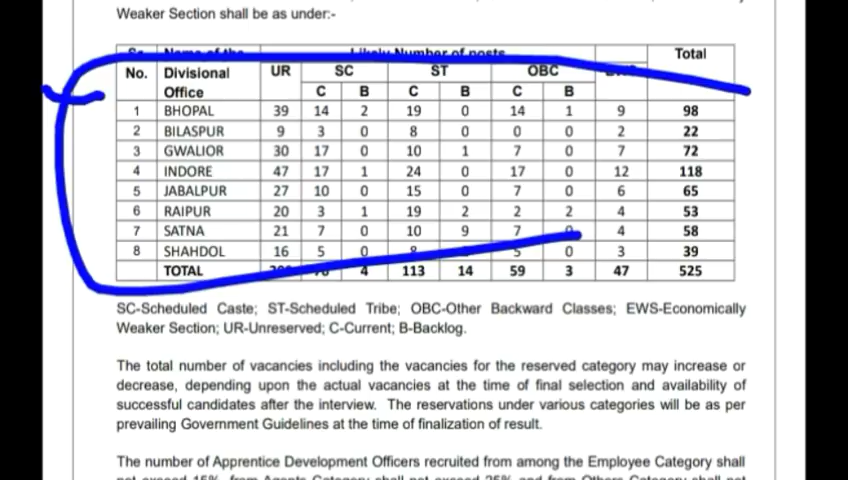 Weaker Section shall be as under:-
Likely Number of posts Total
No. Divisional Office UR SC ST OBC
C B C B C B
1 BHOPAL 39 14 2 19 0 14 1 9 98
2 BILASPUR 9 3 0 8 0 0 0 2 22
3 GWALIOR 30 17 0 10 1 7 0 7 72
4 INDORE 47 17 1 24 0 17 0 12 118
5 JABALPUR 27 10 0 15 0 7 0 6 65
6 RAIPUR 20 3 1 19 2 2 2 4 53
7 SATNA 21 7 0 10 9 7 4 58
8 SHAHDOL 16 5 0 0 3 39
TOTAL 4 113 14 59 3 47 525
SC-Scheduled Caste; ST-Scheduled Tribe; OBC-Other Backward Classes; EWS-Economically
Weaker Section; UR-Unreserved; C-Current; B-Backlog.
The total number of vacancies including the vacancies for the reserved category may increase or
decrease, depending upon the actual vacancies at the time of final selection and availability of
successful candidates after the interview. The reservations under various categories will be as per
prevailing Government Guidelines at the time of finalization of result.
The number of Apprentice Development Officers recruited from among the Employee Category shall